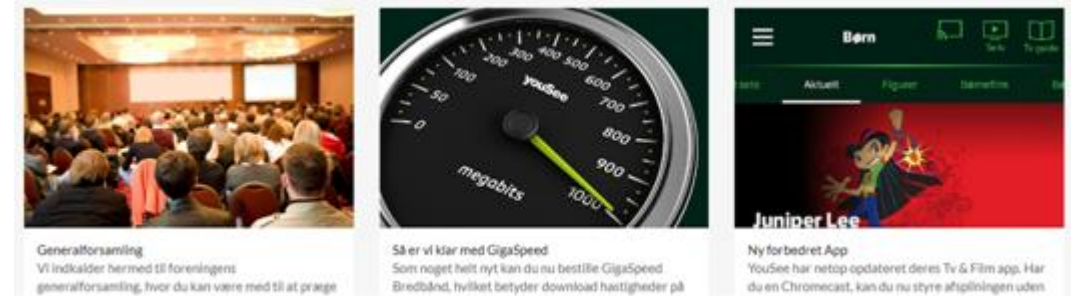 Generalforsamling
Vi indkalder hermed til foreningens
generalforsamling, hvor du kan være med til at præge
0
50
100
200
300
400
500
600
700
800
900
1000
youSee
megabits
Så er vi klar med GigaSpeed
Som noget helt nyt kan du nu bestille GigaSpeed
Bredbånd, hvilket betyder download hastigheder på
Børn
Tv guide
Aktuelt
Figurer
Børnefilm
Juniper Lee
Ny forbedret App
YouSee har netop opdateret deres Tv & Film app. Har
du en Chromecast, kan du nu styre afspilningen uden